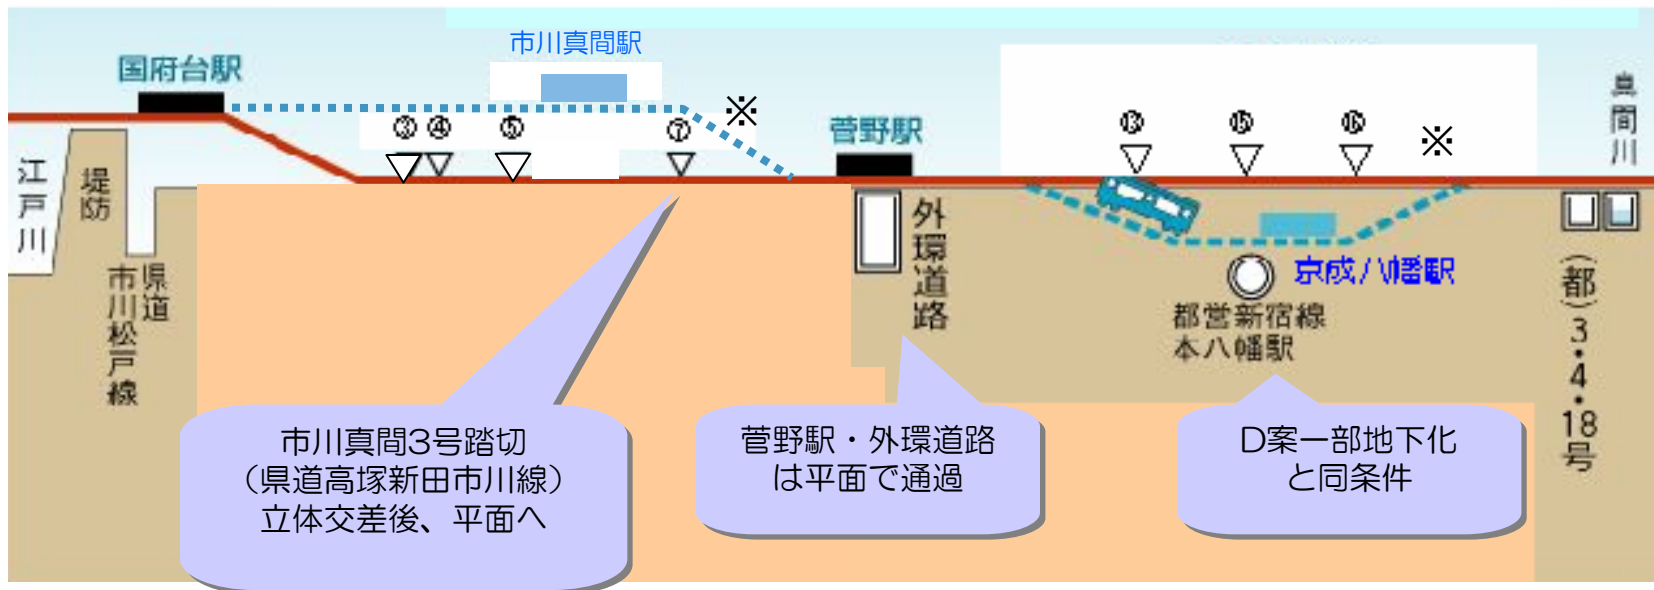 市川真間駅
国府台駅
※
③ ④ ⑤ ⑦
菅野駅
⑬ ⑮ ⑯
※
真間川
江戸川
堤防
県道
市川松戸線
外環道路
京成八幡駅
都営新宿線
本八幡駅
(都)3・4・18号
市川真間3号踏切
(県道高塚新田市川線)
立体交差後、平面へ
菅野駅・外環道路
は平面で通過
D案一部地下化
と同条件